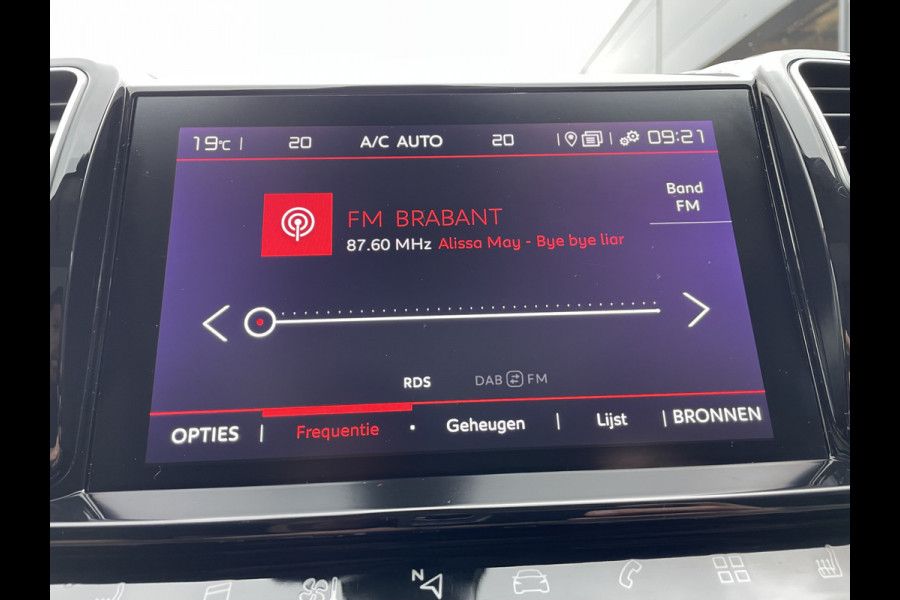 19°C | 20 A/C AUTO 20 | | 09:21
Band
FM
FM BRABANT
87.60 MHz Alissa May - Bye bye liar
RDS DAB FM
OPTIES | Frequentie • Geheugen | Lijst | BRONNEN
N